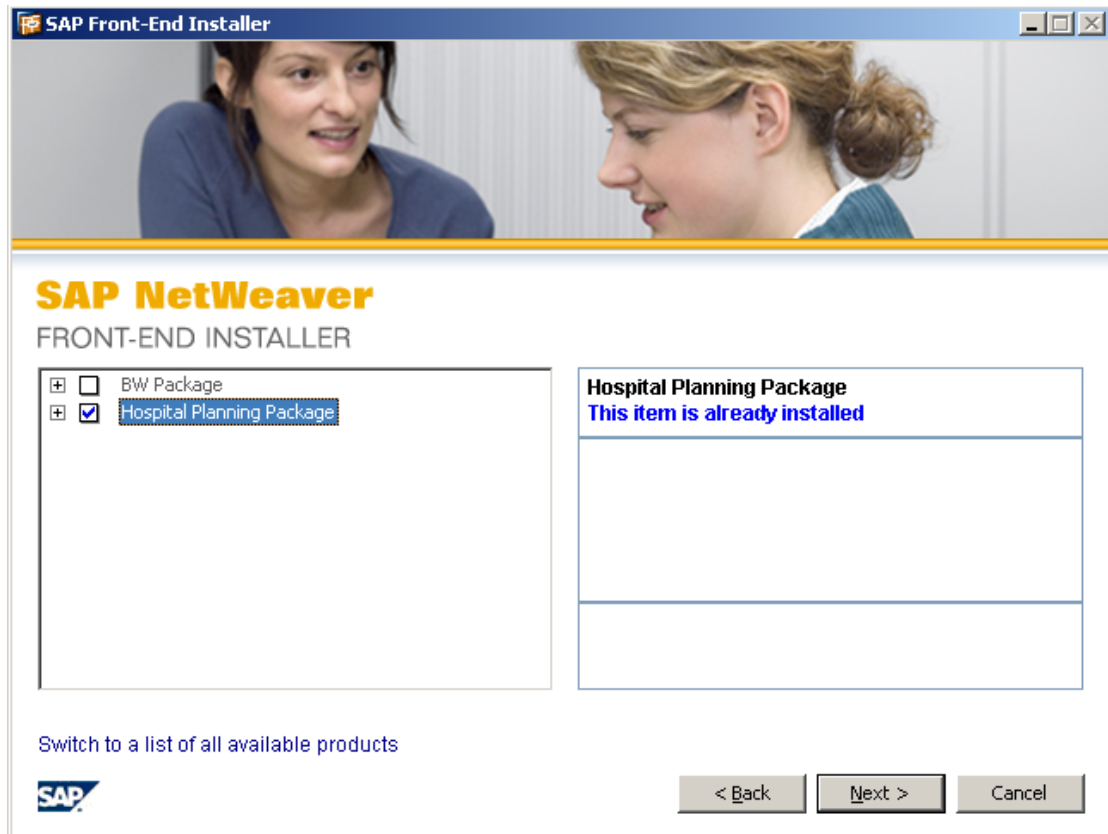 SAP Front-End Installer
SAP NetWeaver
FRONT-END INSTALLER
BW Package
Hospital Planning Package
Hospital Planning Package
This item is already installed
Switch to a list of all available products
SAP
< Back
Next >
Cancel